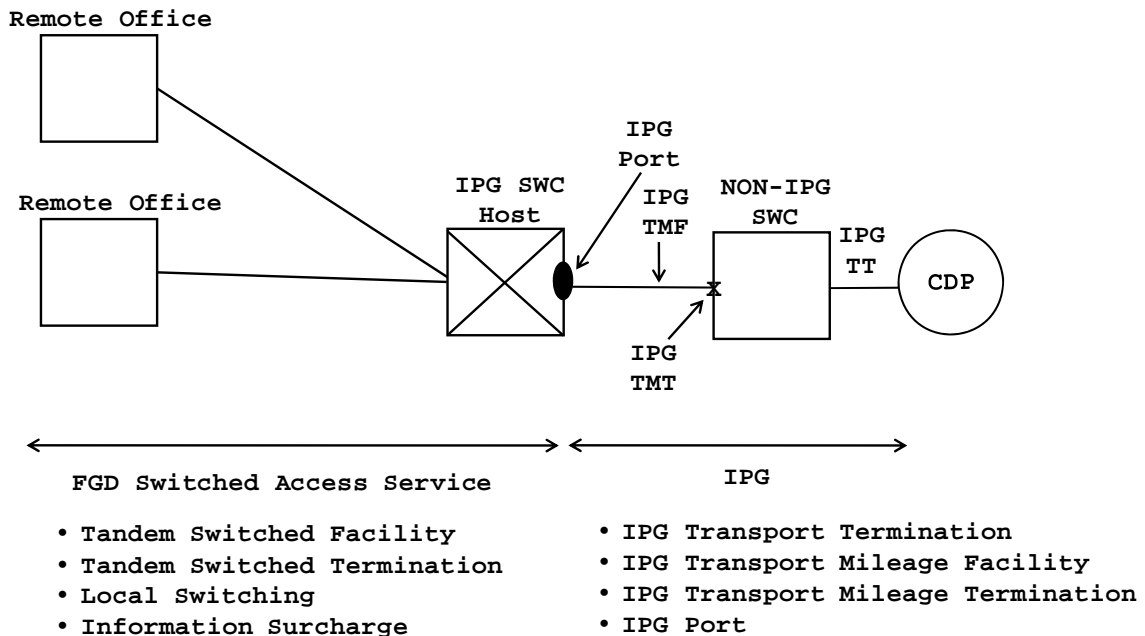 Remote Office
Remote Office
IPG SWC
Host
IPG
Port
IPG
TMF
NON-IPG
SWC
IPG
TT
CDP
x
IPG
TMT
FGD Switched Access Service
• Tandem Switched Facility
• Tandem Switched Termination
• Local Switching
• Information Surcharge
IPG
• IPG Transport Termination
• IPG Transport Mileage Facility
• IPG Transport Mileage Termination
• IPG Port